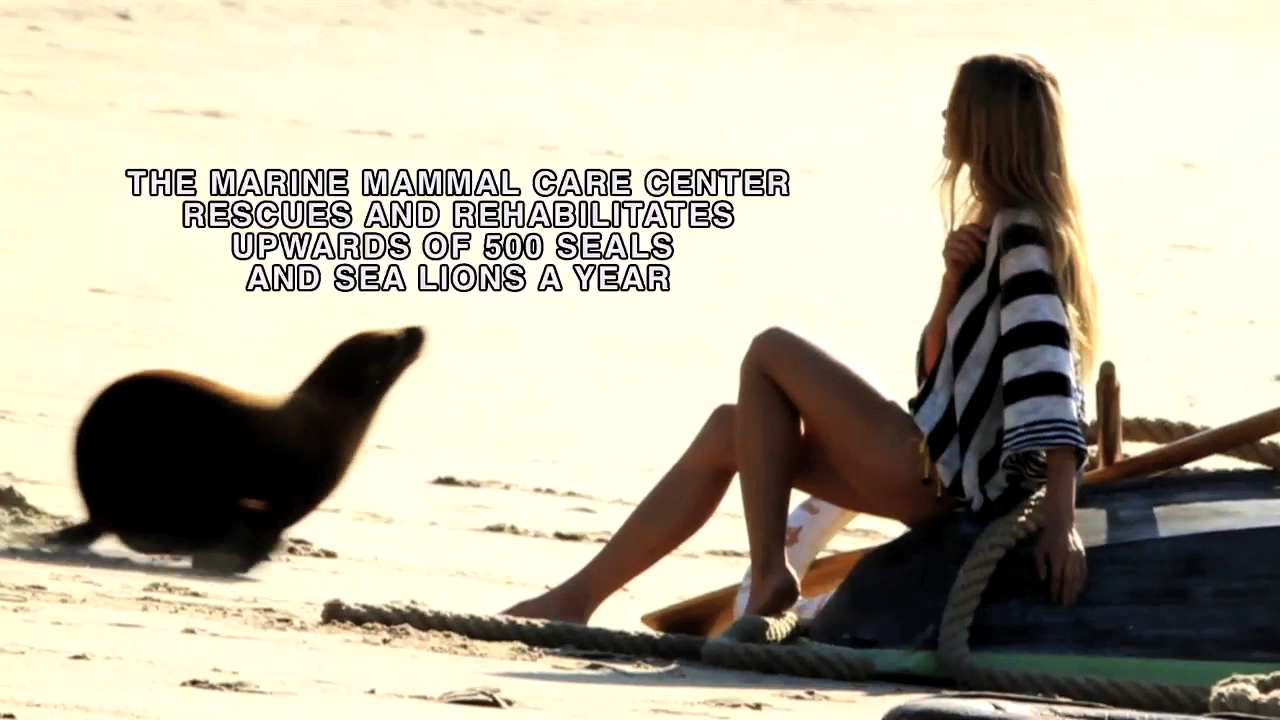 THE MARINE MAMMAL CARE CENTER
RESCUES AND REHABILITATES
UPWARDS OF 500 SEALS
AND SEA LIONS A YEAR